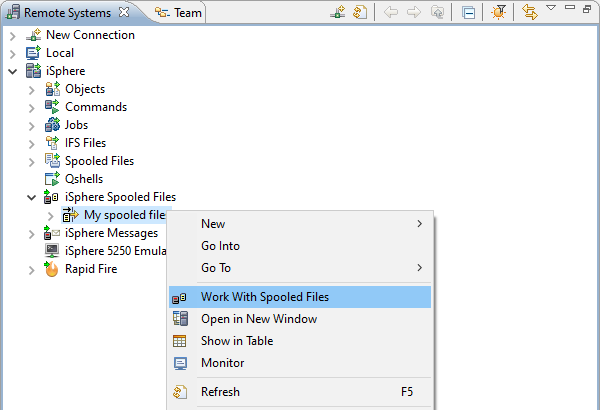 Remote Systems Team
New Connection
Local
iSphere
Objects
Commands
Jobs
IFS Files
Spooled Files
Qshells
iSphere Spooled Files
My spooled files
iSphere Messages
iSphere 5250 Emula
Rapid Fire
New
Go Into
Go To
Work With Spooled Files
Open in New Window
Show in Table
Monitor
Refresh F5